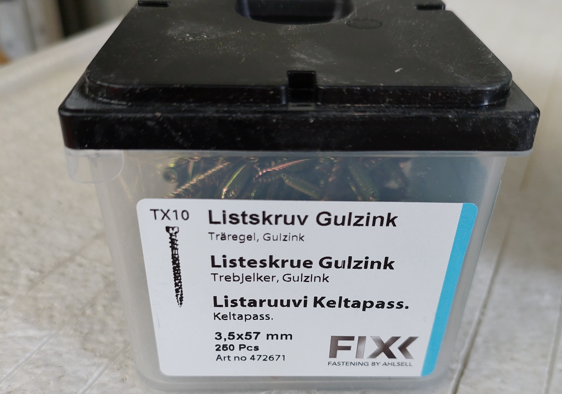 TX10
Listskruv Gulzink
Träregel, Gulzink
Listeskrue Gulzink
Trebjelker, Gulzink
Listaruuvi Keltapass.
Keltapass.
3,5x57 mm
250 Pcs
Art no 472671
FIXX
FASTENING BY AHLSELL